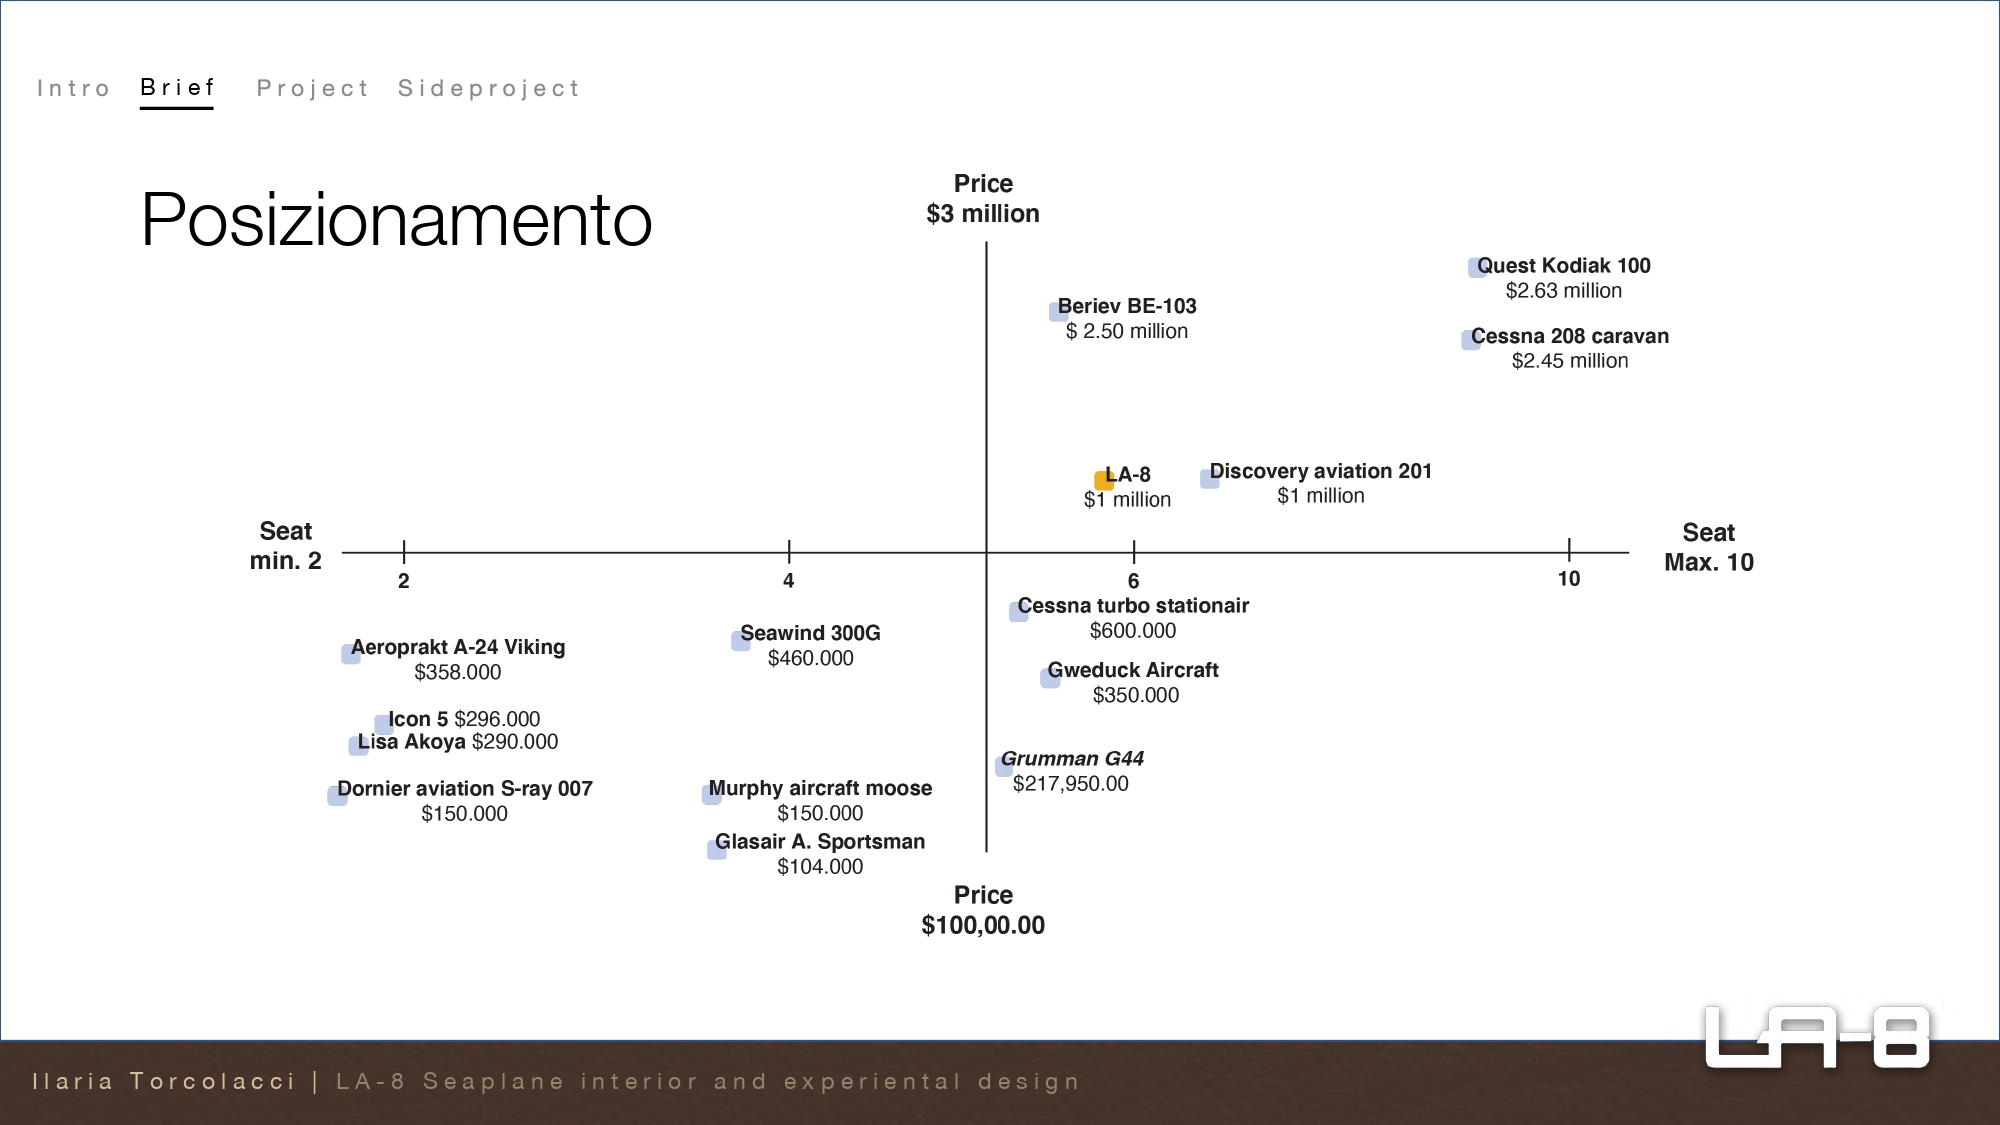 Intro Brief Project Sideproject
Posizionamento
Price
$3 million
Quest Kodiak 100
$2.63 million
Beriev BE-103
$ 2.50 million
Cessna 208 caravan
$2.45 million
LA-8
$1 million
Discovery aviation 201
$1 million
Seat
min. 2
Seat
Max. 10
2 4 6 10
Cessna turbo stationair
$600.000
Seawind 300G
$460.000
Aeroprakt A-24 Viking
$358.000
Gweduck Aircraft
$350.000
Icon 5 $296.000
Lisa Akoya $290.000
Grumman G44
$217,950.00
Dornier aviation S-ray 007
$150.000
Murphy aircraft moose
$150.000
Glasair A. Sportsman
$104.000
Price
$100,00.00
LA-8
Ilaria Torcolacci | LA-8 Seaplane interior and experiental design